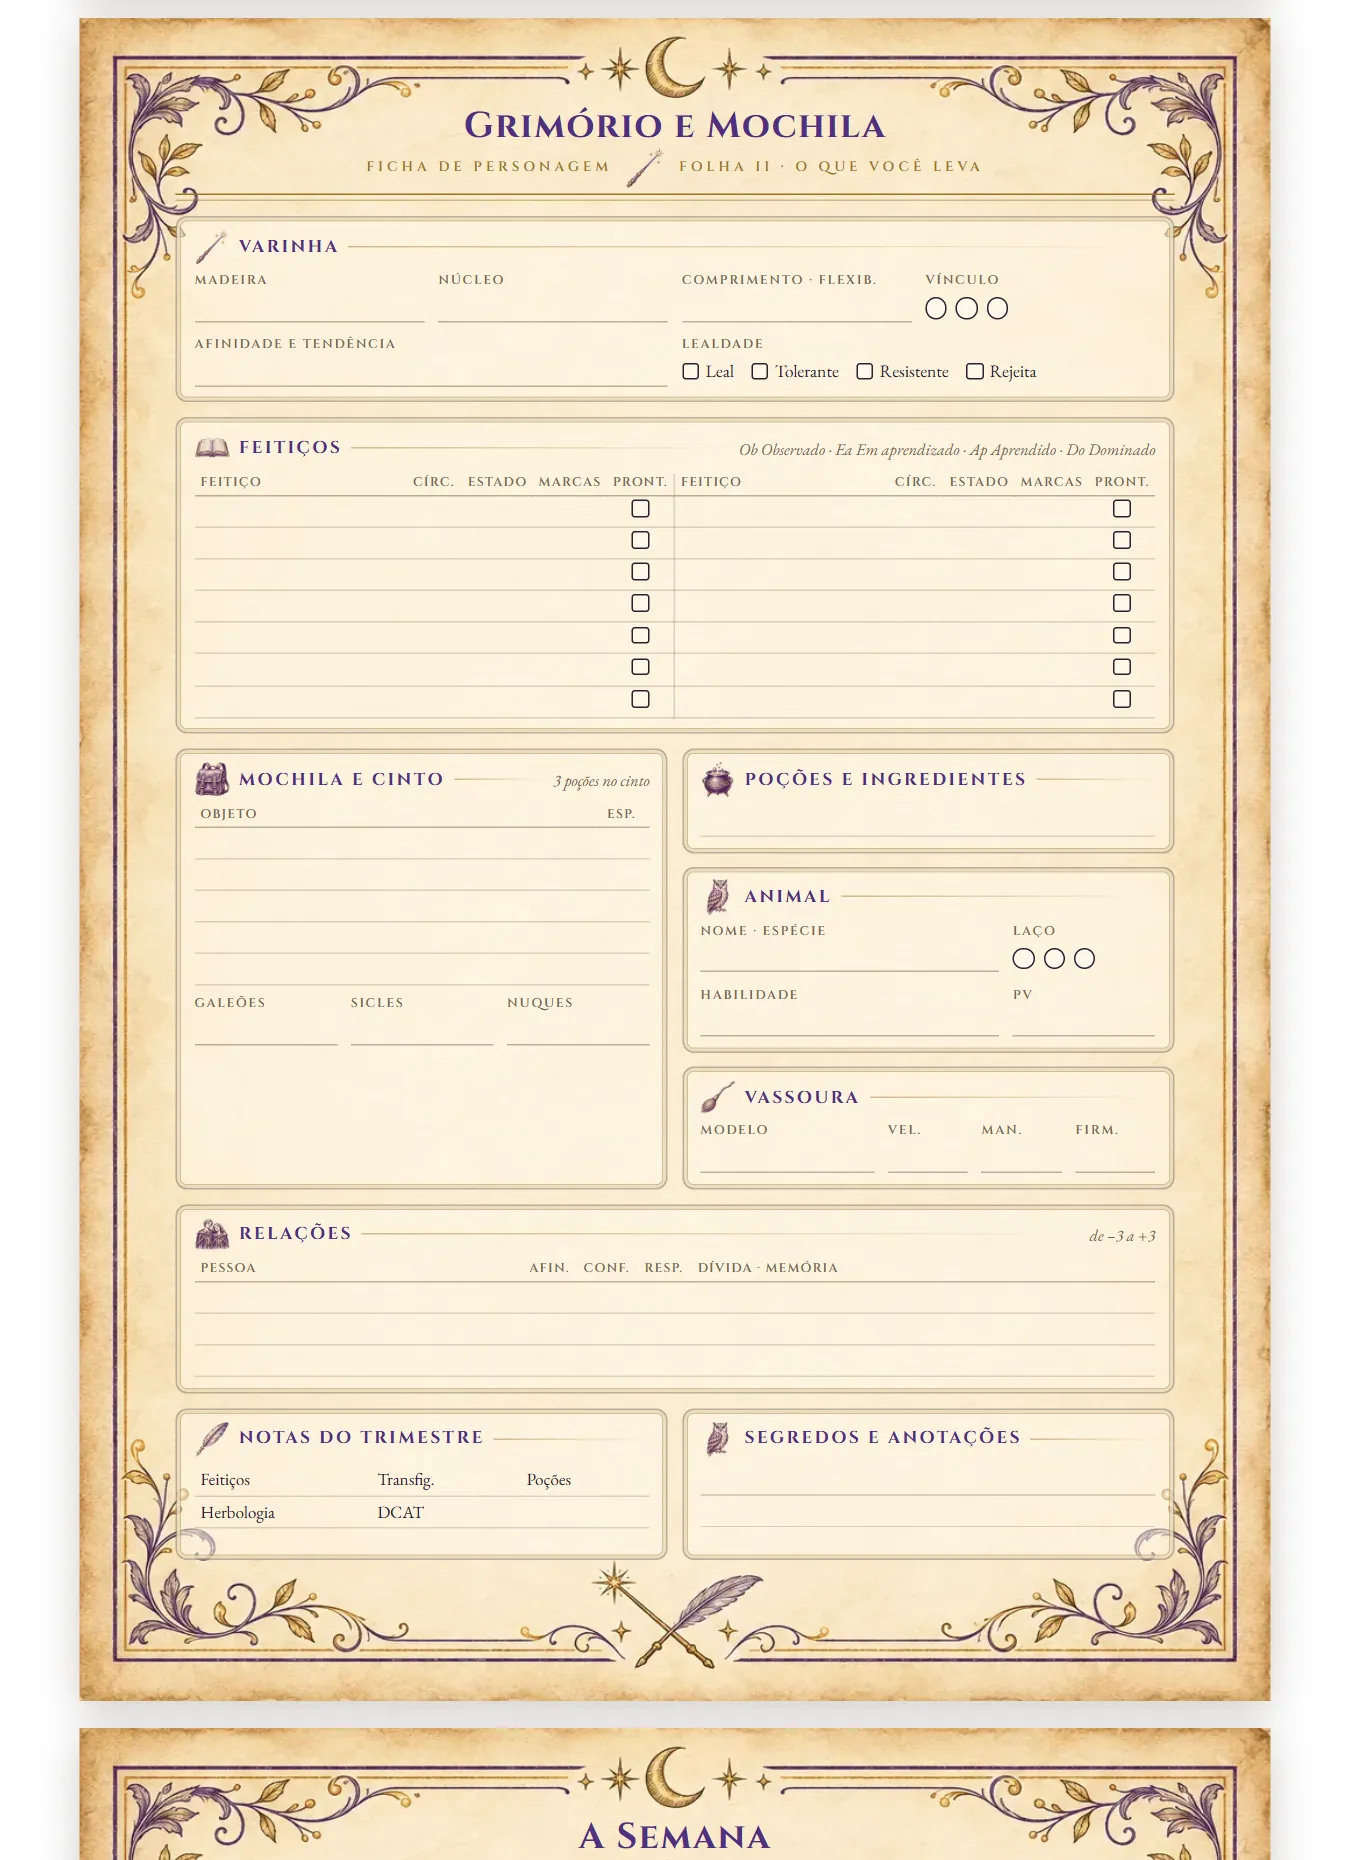 Grimório e Mochila
FICHA DE PERSONAGEM FOLHA II · O QUE VOCÊ LEVA
VARINHA
MADEIRA NÚCLEO COMPRIMENTO · FLEXIB. VÍNCULO
AFINIDADE E TENDÊNCIA LEALDADE
Leal Tolerante Resistente Rejeita
FEITIÇOS Ob Observado · Ea Em aprendizado · Ap Aprendido · Do Dominado
FEITIÇO CÍRC. ESTADO MARCAS PRONT. FEITIÇO CÍRC. ESTADO MARCAS PRONT.
MOCHILA E CINTO 3 poções no cinto
OBJETO ESP.
GALEÕES SICLES NUQUES
POÇÕES E INGREDIENTES
ANIMAL
NOME · ESPÉCIE LAÇO
HABILIDADE PV
VASSOURA
MODELO VEL. MAN. FIRM.
RELAÇÕES de −3 a +3
PESSOA AFIN. CONF. RESP. DÍVIDA · MEMÓRIA
NOTAS DO TRIMESTRE
Feitiços Transfig. Poções
Herbologia DCAT
SEGREDOS E ANOTAÇÕES
A Semana